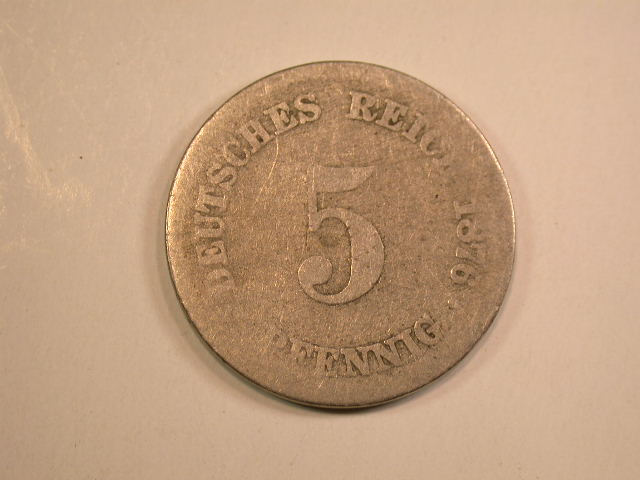 DEUTSCHES REICH 1876
5
PFENNIG.